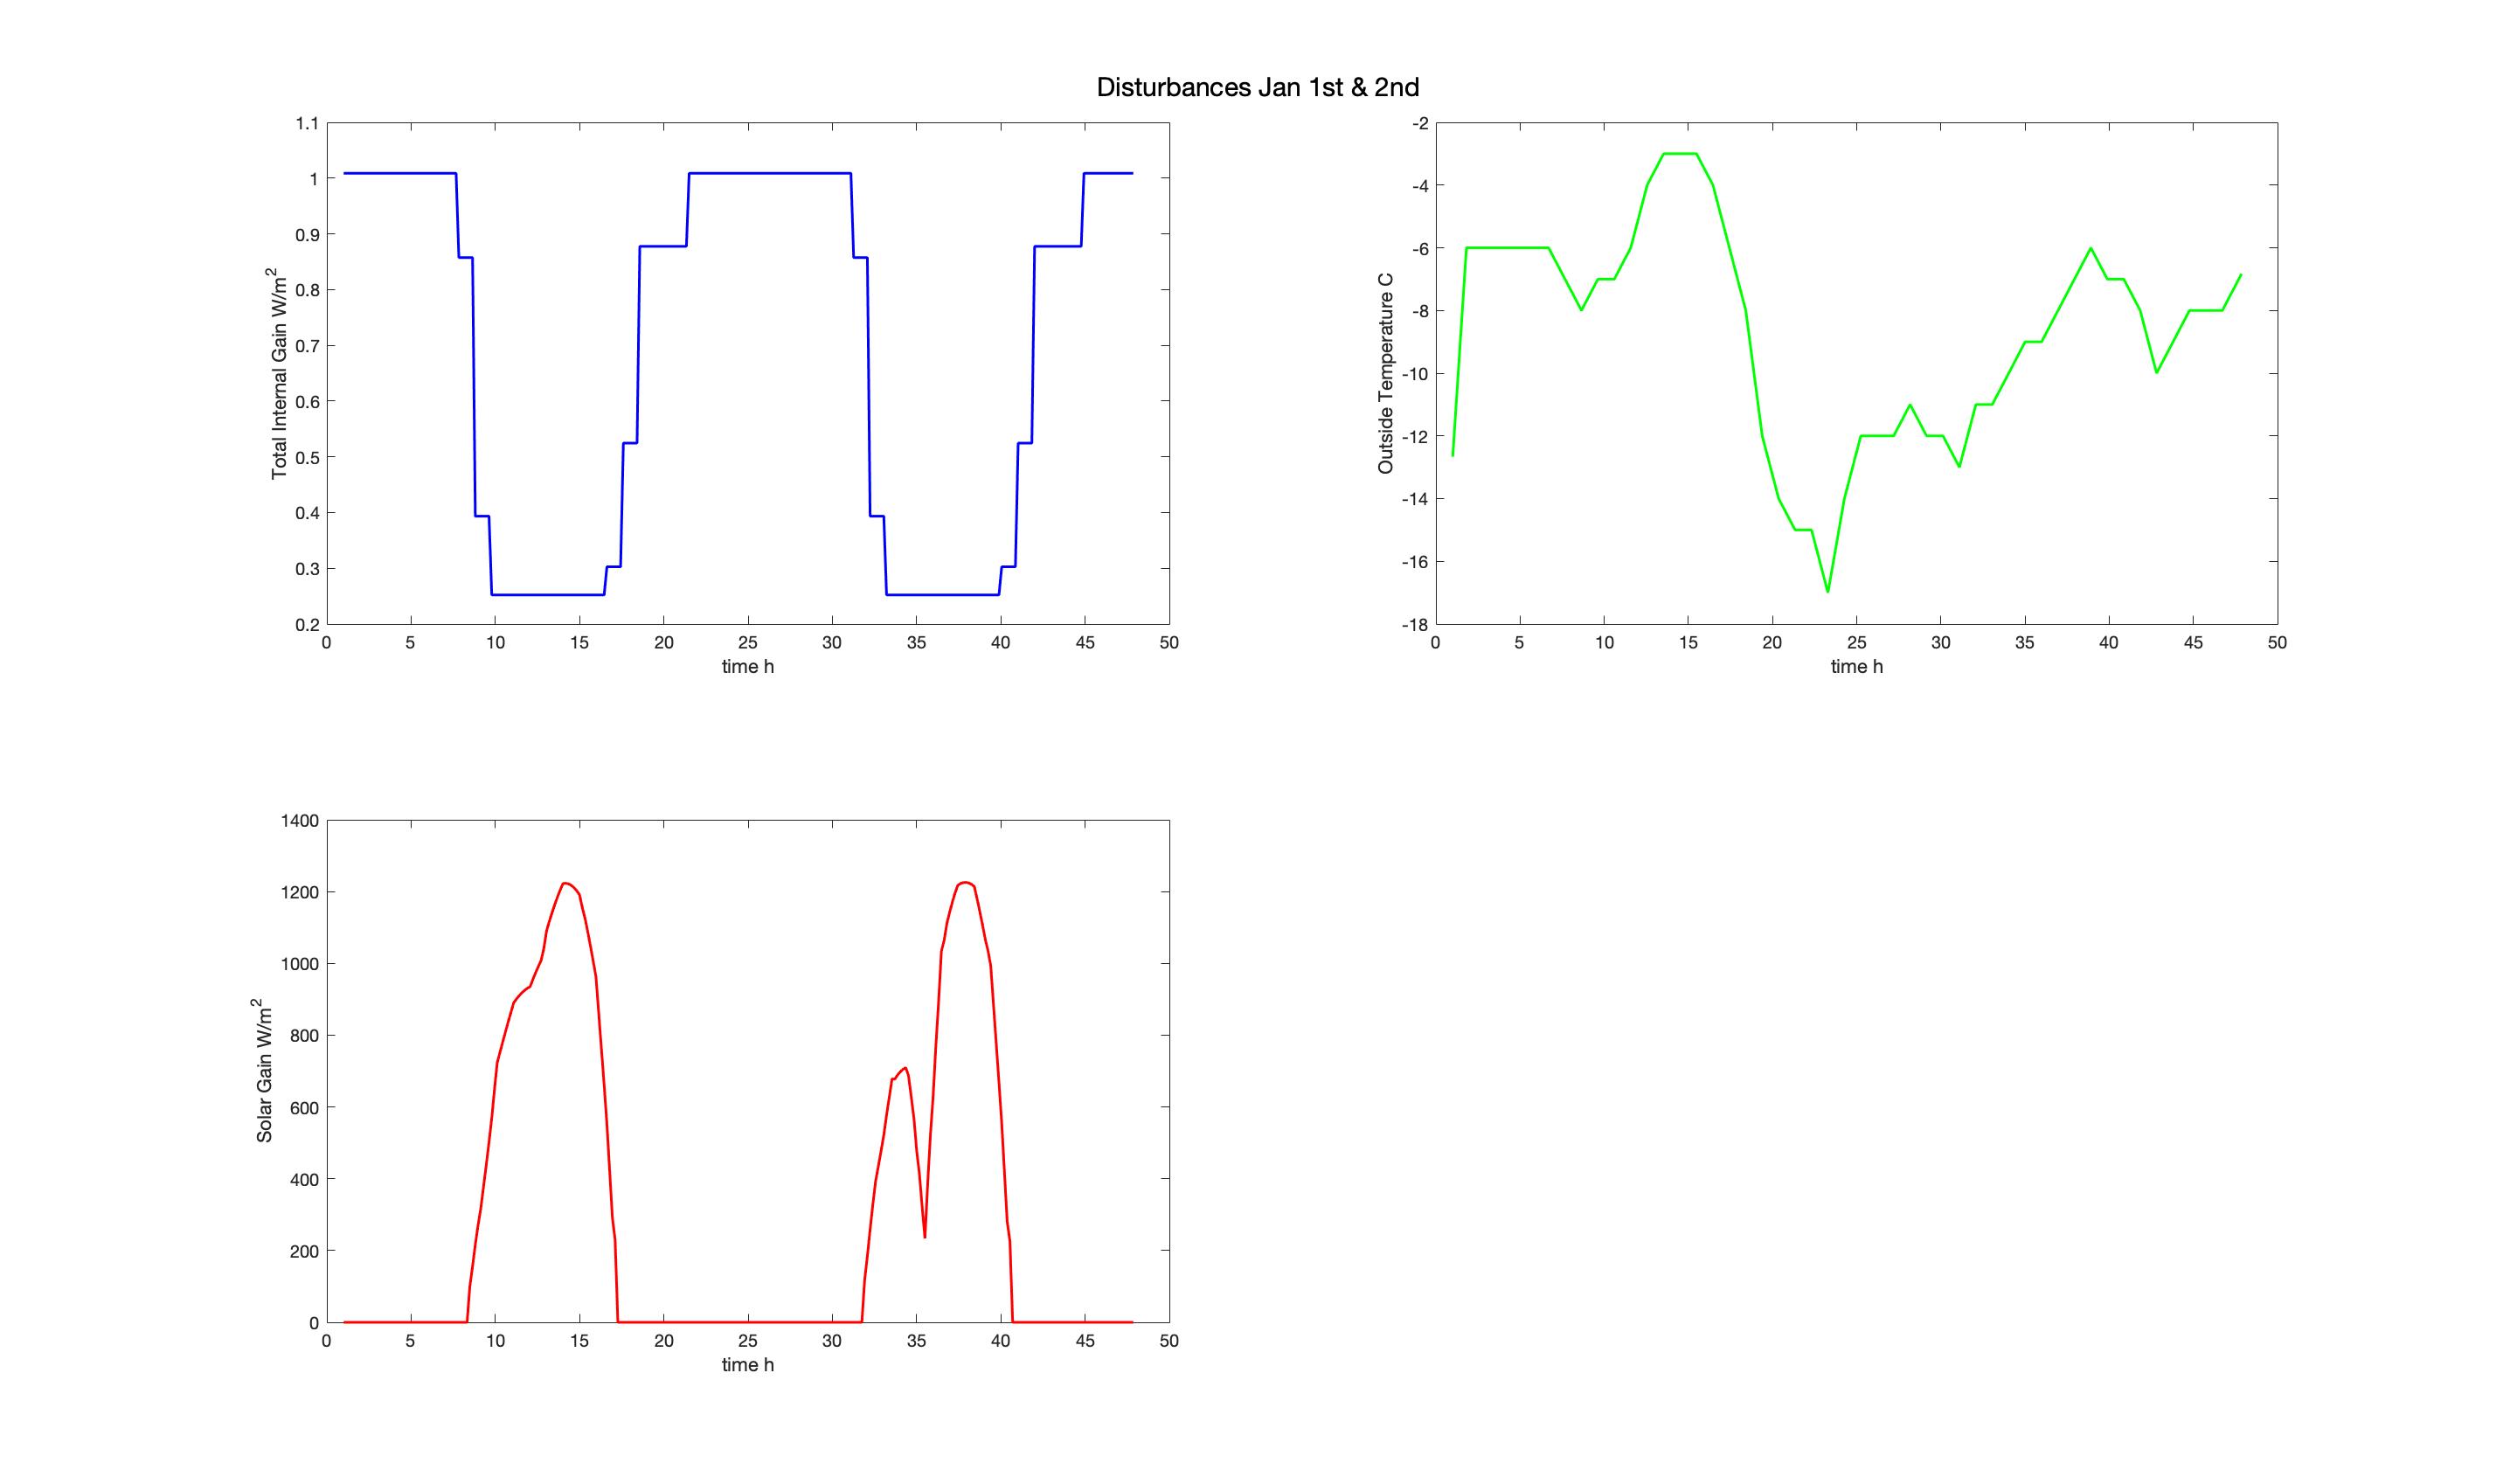 Disturbances Jan 1st & 2nd
Total Internal Gain W/m²
1.1
1
0.9
0.8
0.7
0.6
0.5
0.4
0.3
0.2
0 5 10 15 20 25 30 35 40 45 50
time h
Outside Temperature C
-2
-4
-6
-8
-10
-12
-14
-16
-18
0 5 10 15 20 25 30 35 40 45 50
time h
Solar Gain W/m²
1400
1200
1000
800
600
400
200
0
0 5 10 15 20 25 30 35 40 45 50
time h